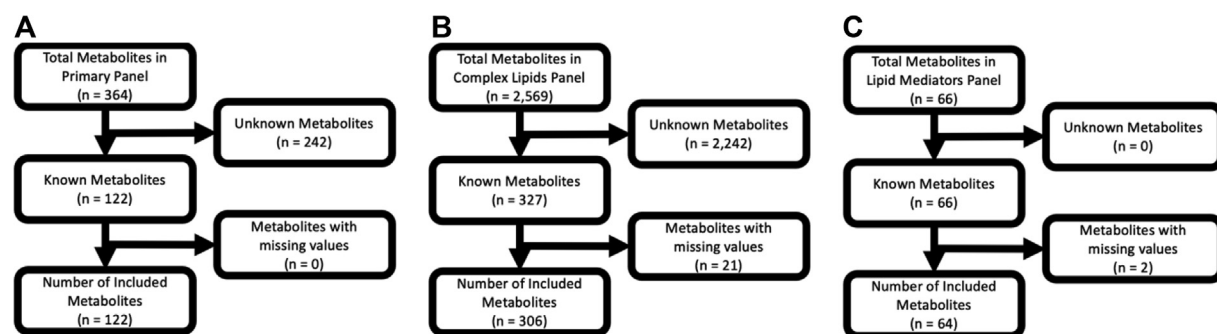 A
Total Metabolites in
Primary Panel
(n = 364)
Unknown Metabolites
(n = 242)
Known Metabolites
(n = 122)
Metabolites with
missing values
(n = 0)
Number of Included
Metabolites
(n = 122)
B
Total Metabolites in
Complex Lipids Panel
(n = 2,569)
Unknown Metabolites
(n = 2,242)
Known Metabolites
(n = 327)
Metabolites with
missing values
(n = 21)
Number of Included
Metabolites
(n = 306)
C
Total Metabolites in
Lipid Mediators Panel
(n = 66)
Unknown Metabolites
(n = 0)
Known Metabolites
(n = 66)
Metabolites with
missing values
(n = 2)
Number of Included
Metabolites
(n = 64)